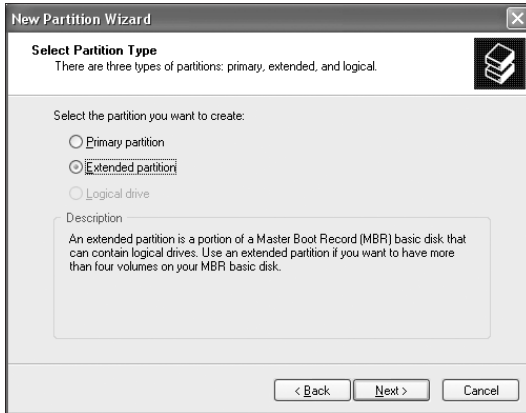 New Partition Wizard
Select Partition Type
There are three types of partitions: primary, extended, and logical.
Select the partition you want to create:
Primary partition
Extended partition
Logical drive
Description
An extended partition is a portion of a Master Boot Record (MBR) basic disk that
can contain logical drives. Use an extended partition if you want to have more
than four volumes on your MBR basic disk.
< Back
Next >
Cancel